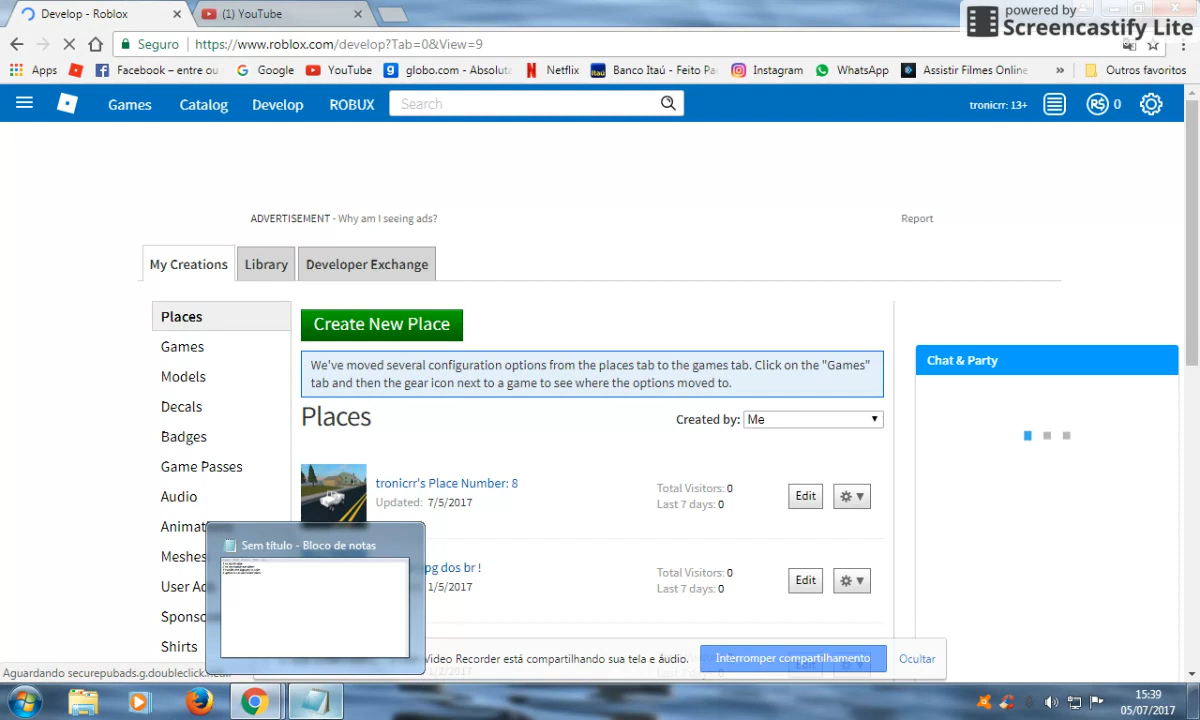 Develop - Roblox
(1) YouTube
powered by
Screencastify Lite
Seguro
https://www.roblox.com/develop?Tab=0&View=9
Apps
Facebook – entre ou
Google
YouTube
globo.com - Absolut
Netflix
Banco Itaú - Feito Pa
Instagram
WhatsApp
Assistir Filmes Online
»
Outros favoritos
Games
Catalog
Develop
ROBUX
Search
tronicrr: 13+
R$ 0
ADVERTISEMENT - Why am I seeing ads?
Report
My Creations
Library
Developer Exchange
Places
Games
Models
Decals
Badges
Game Passes
Audio
Meshes
Shirts
Create New Place
We've moved several configuration options from the places tab to the games tab. Click on the "Games"
tab and then the gear icon next to a game to see where the options moved to.
Places
Created by: Me
tronicrr's Place Number: 8
Updated: 7/5/2017
Total Visitors: 0
Last 7 days: 0
Edit
pg dos br !
1/5/2017
Total Visitors: 0
Last 7 days: 0
Edit
Chat & Party
Sem título - Bloco de notas
Video Recorder está compartilhando sua tela e áudio.
Interromper compartilhamento
Ocultar
Aguardando securepubads.g.doubleclick.net...
15:39
05/07/2017